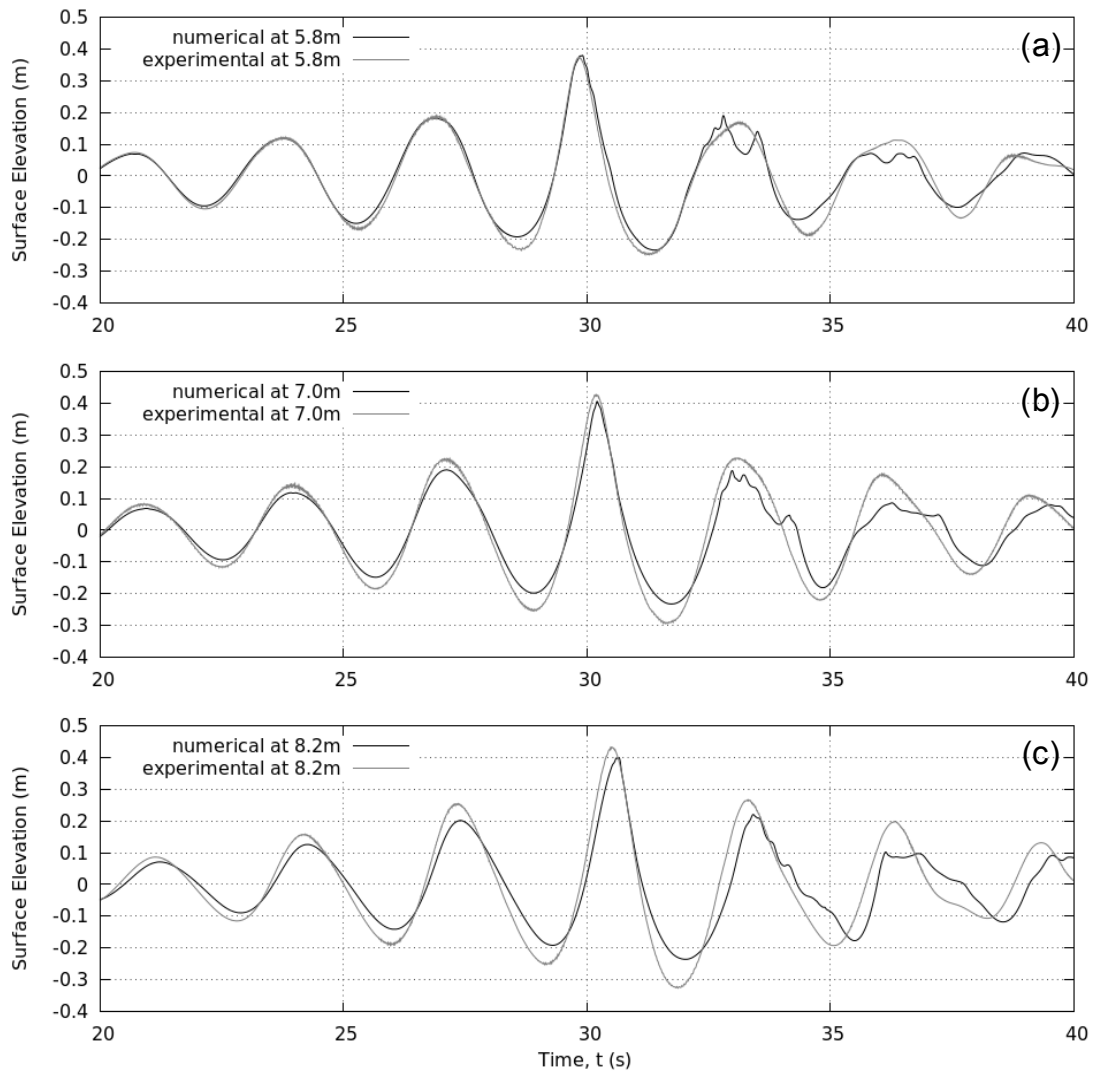 0.5
0.4
0.3
0.2
0.1
0
-0.1
-0.2
-0.3
-0.4
Surface Elevation (m)
numerical at 5.8m
experimental at 5.8m
(a)
20 25 30 35 40
0.5
0.4
0.3
0.2
0.1
0
-0.1
-0.2
-0.3
-0.4
Surface Elevation (m)
numerical at 7.0m
experimental at 7.0m
(b)
20 25 30 35 40
0.5
0.4
0.3
0.2
0.1
0
-0.1
-0.2
-0.3
-0.4
Surface Elevation (m)
numerical at 8.2m
experimental at 8.2m
(c)
20 25 30 35 40
Time, t (s)